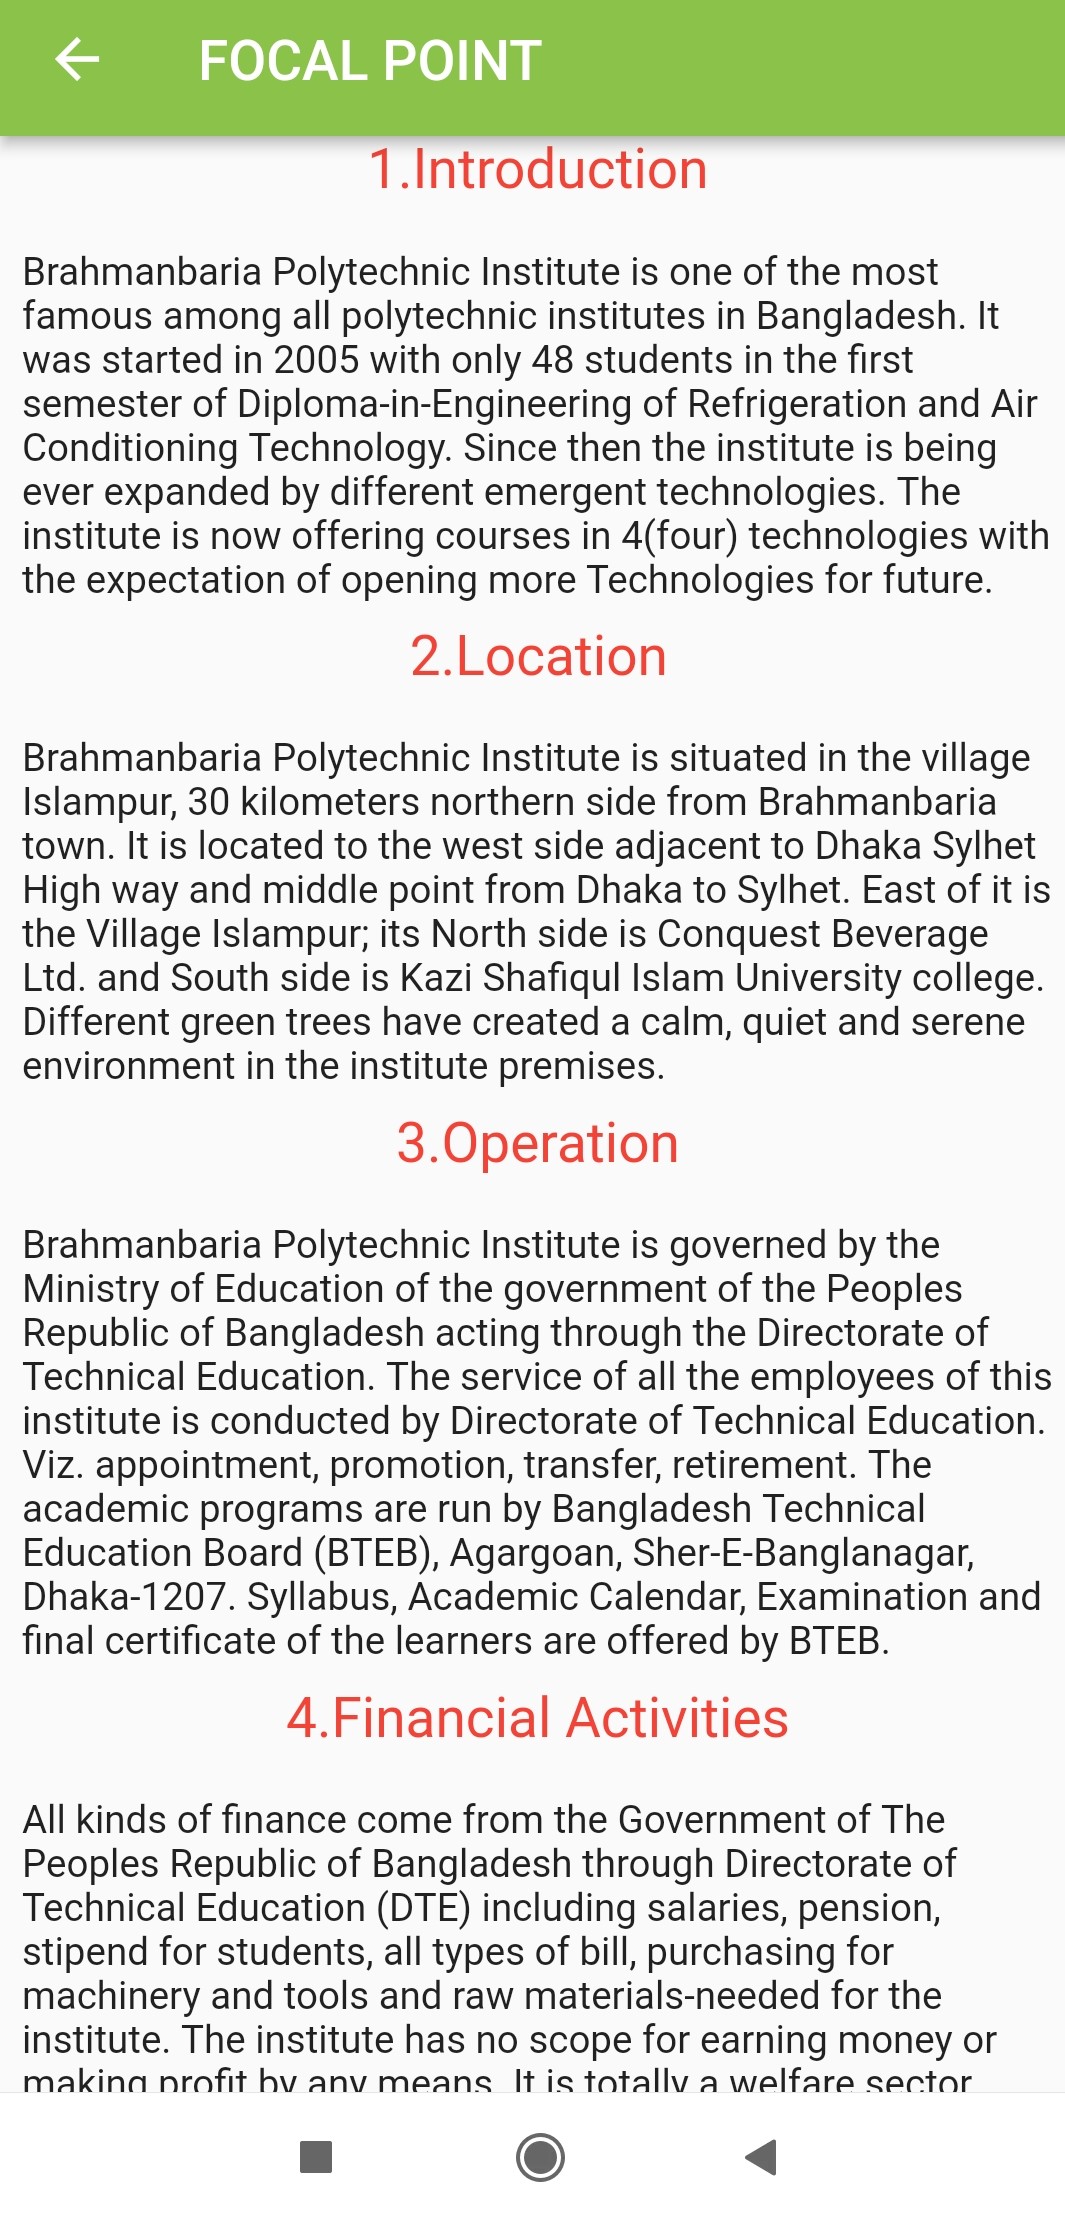 FOCAL POINT
1.Introduction
Brahmanbaria Polytechnic Institute is one of the most
famous among all polytechnic institutes in Bangladesh. It
was started in 2005 with only 48 students in the first
semester of Diploma-in-Engineering of Refrigeration and Air
Conditioning Technology. Since then the institute is being
ever expanded by different emergent technologies. The
institute is now offering courses in 4(four) technologies with
the expectation of opening more Technologies for future.
2.Location
Brahmanbaria Polytechnic Institute is situated in the village
Islampur, 30 kilometers northern side from Brahmanbaria
town. It is located to the west side adjacent to Dhaka Sylhet
High way and middle point from Dhaka to Sylhet. East of it is
the Village Islampur; its North side is Conquest Beverage
Ltd. and South side is Kazi Shafiqul Islam University college.
Different green trees have created a calm, quiet and serene
environment in the institute premises.
3.Operation
Brahmanbaria Polytechnic Institute is governed by the
Ministry of Education of the government of the Peoples
Republic of Bangladesh acting through the Directorate of
Technical Education. The service of all the employees of this
institute is conducted by Directorate of Technical Education.
Viz. appointment, promotion, transfer, retirement. The
academic programs are run by Bangladesh Technical
Education Board (BTEB), Agargoan, Sher-E-Banglanagar,
Dhaka-1207. Syllabus, Academic Calendar, Examination and
final certificate of the learners are offered by BTEB.
4.Financial Activities
All kinds of finance come from the Government of The
Peoples Republic of Bangladesh through Directorate of
Technical Education (DTE) including salaries, pension,
stipend for students, all types of bill, purchasing for
machinery and tools and raw materials-needed for the
institute. The institute has no scope for earning money or
making profit by any means. It is totally a welfare sector